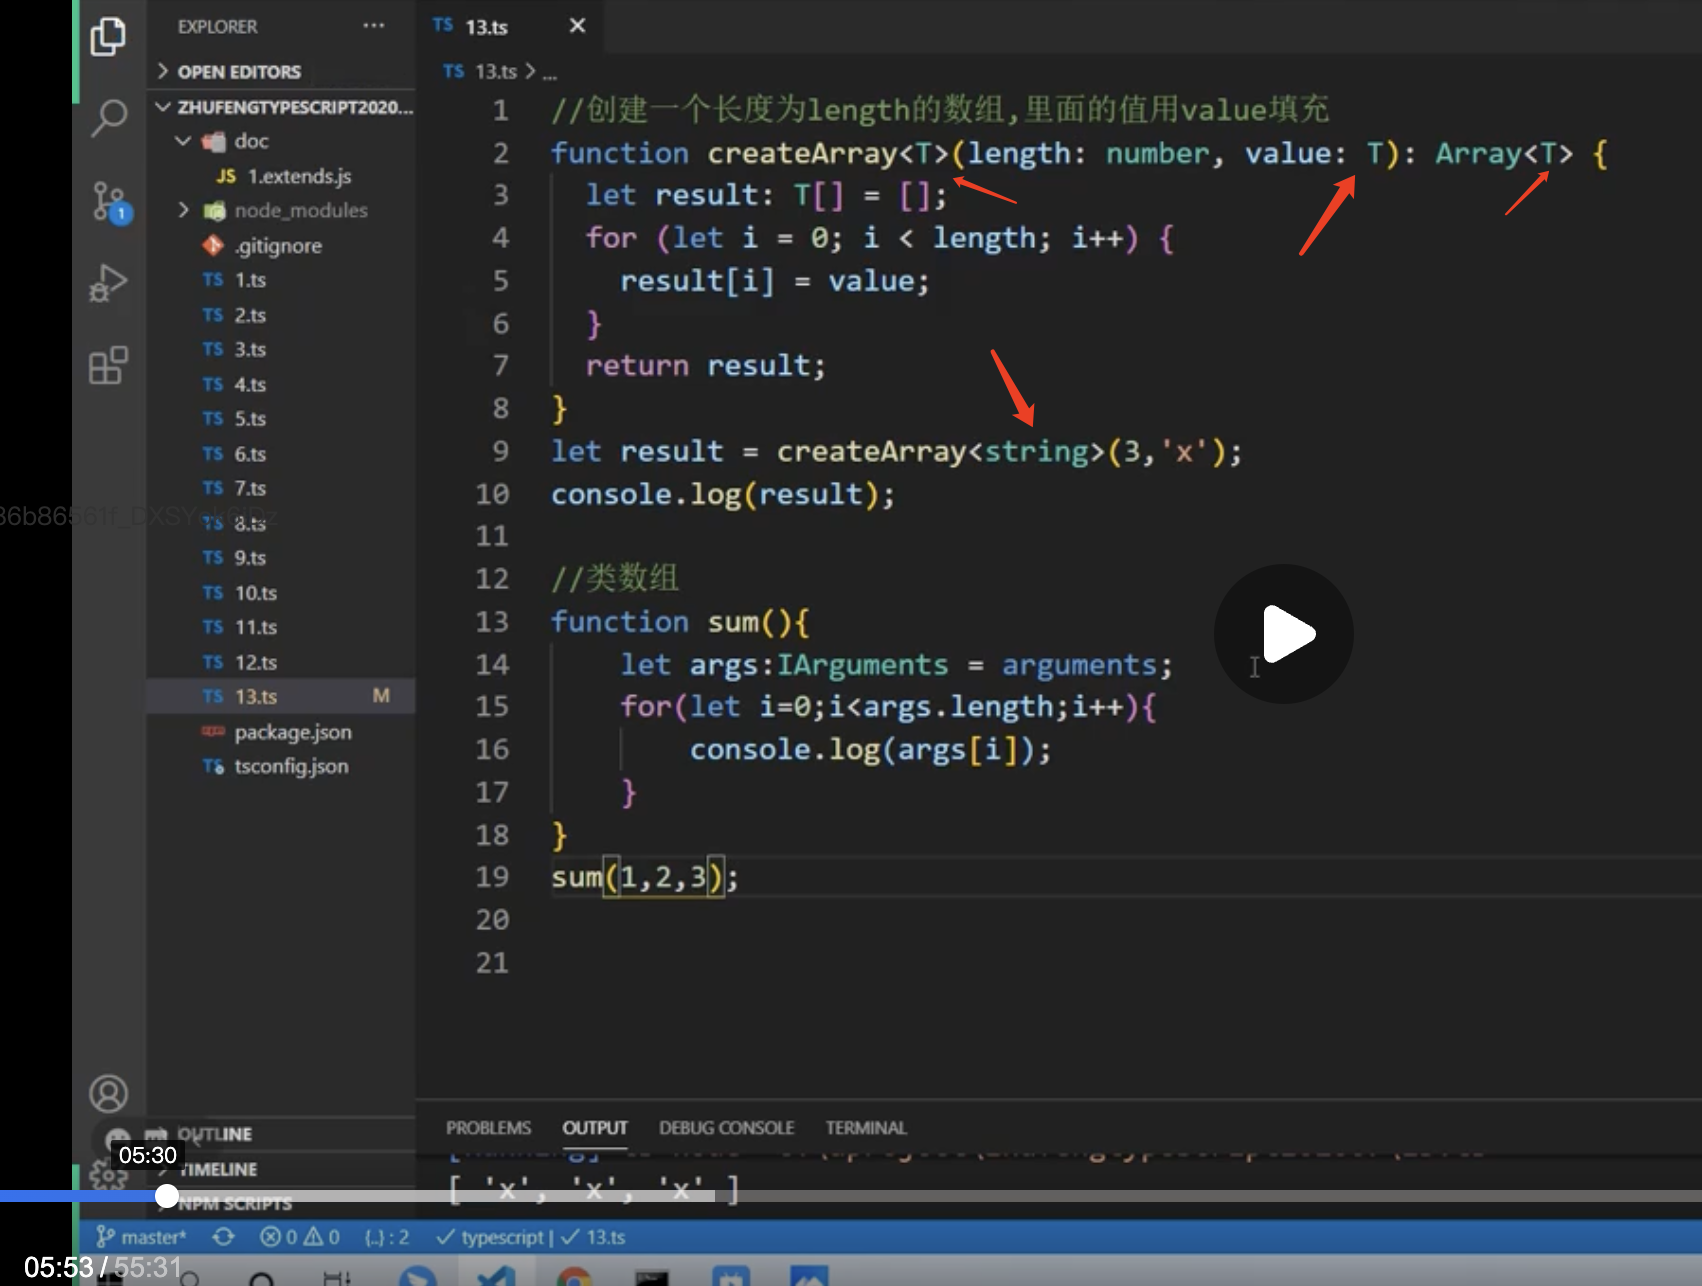 EXPLORER
···
OPEN EDITORS
ZHUFENGTYPESCRIPT2020...
doc
JS 1.extends.js
node_modules
1
.gitignore
TS 1.ts
TS 2.ts
TS 3.ts
TS 4.ts
TS 5.ts
TS 6.ts
TS 7.ts
TS 8.ts
TS 9.ts
TS 10.ts
TS 11.ts
TS 12.ts
TS 13.ts M
package.json
tsconfig.json
OUTLINE
TIMELINE
NPM SCRIPTS
TS 13.ts ×
TS 13.ts > ...
1 //创建一个长度为length的数组,里面的值用value填充
2 function createArray<T>(length: number, value: T): Array<T> {
3 let result: T[] = [];
4 for (let i = 0; i < length; i++) {
5 result[i] = value;
6 }
7 return result;
8 }
9 let result = createArray<string>(3,'x');
10 console.log(result);
11
12 //类数组
13 function sum(){
14 let args:IArguments = arguments;
15 for(let i=0;i<args.length;i++){
16 console.log(args[i]);
17 }
18 }
19 sum(1,2,3);
20
21
PROBLEMS OUTPUT DEBUG CONSOLE TERMINAL
[ 'x', 'x', 'x' ]
05:30
master* 0 0 {..} : 2 ✓ typescript | ✓ 13.ts
05:53 / 55:31